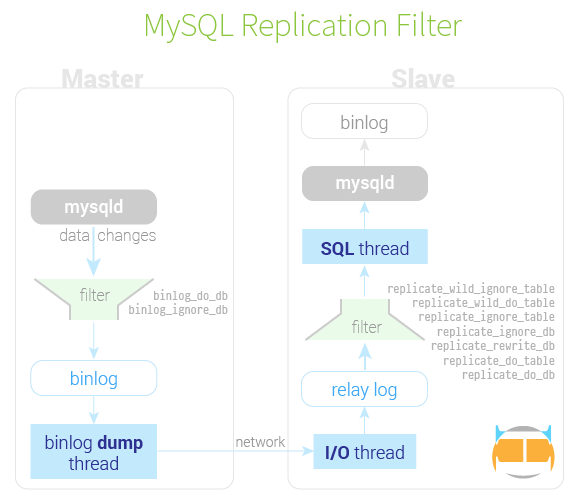 MySQL Replication Filter
Master
mysqld
data changes
filter
binlog_do_db
binlog_ignore_db
binlog
binlog dump
thread
network
Slave
binlog
mysqld
SQL thread
replicate_wild_ignore_table
replicate_wild_do_table
replicate_ignore_table
replicate_ignore_db
replicate_rewrite_db
replicate_do_table
replicate_do_db
filter
relay log
I/O thread